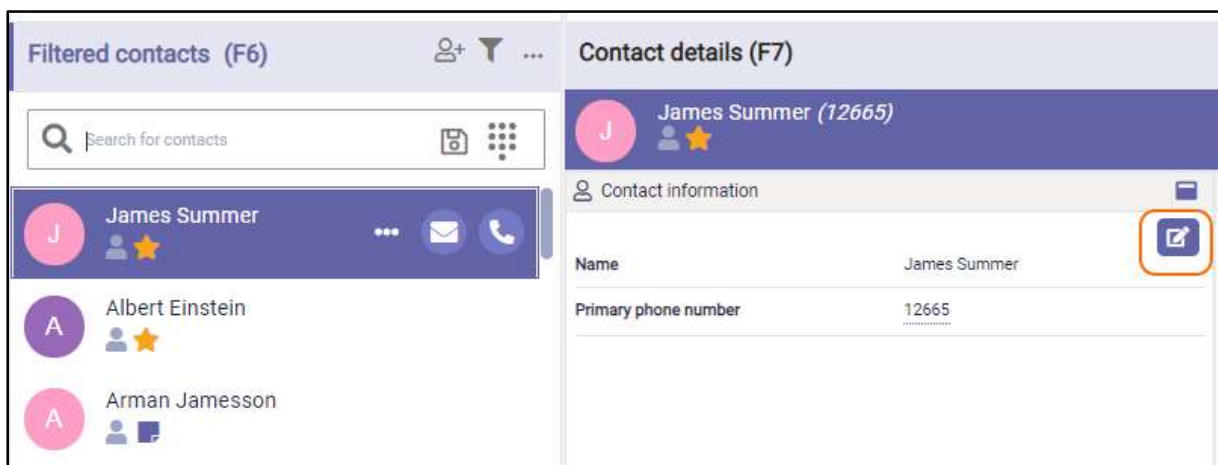 Filtered contacts (F6)
...
Search for contacts
J
James Summer
A
Albert Einstein
A
Arman Jamesson
Contact details (F7)
J
James Summer (12665)
Contact information
Name James Summer
Primary phone number 12665